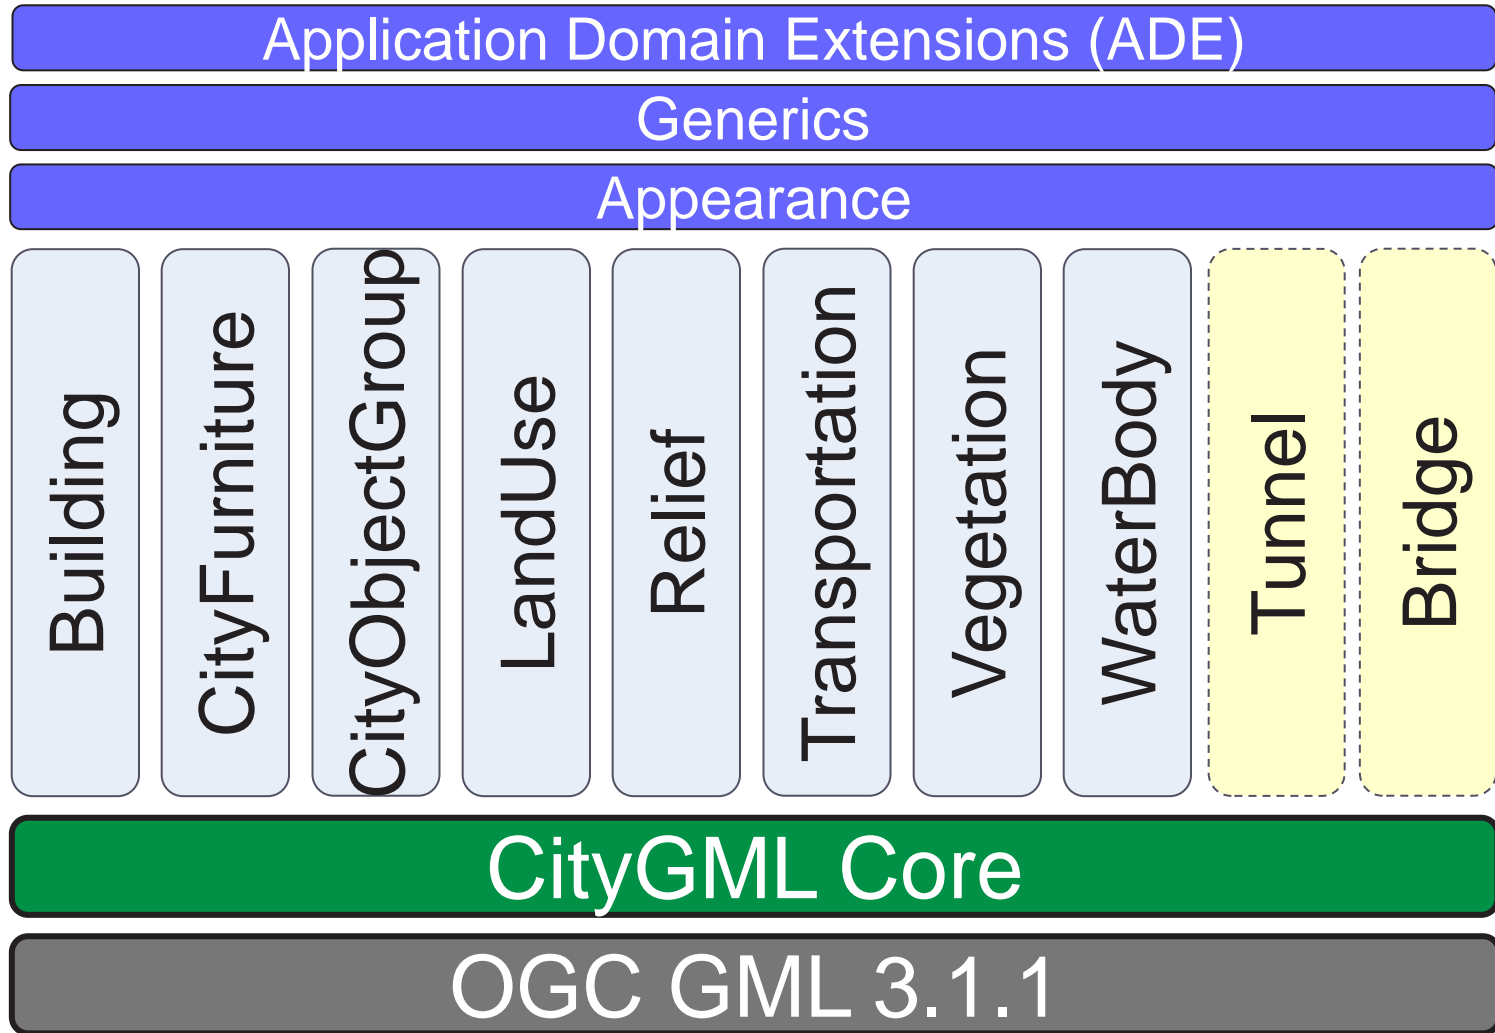 Application Domain Extensions (ADE)
Generics
Appearance
Building
CityFurniture
CityObjectGroup
LandUse
Relief
Transportation
Vegetation
WaterBody
Tunnel
Bridge
CityGML Core
OGC GML 3.1.1